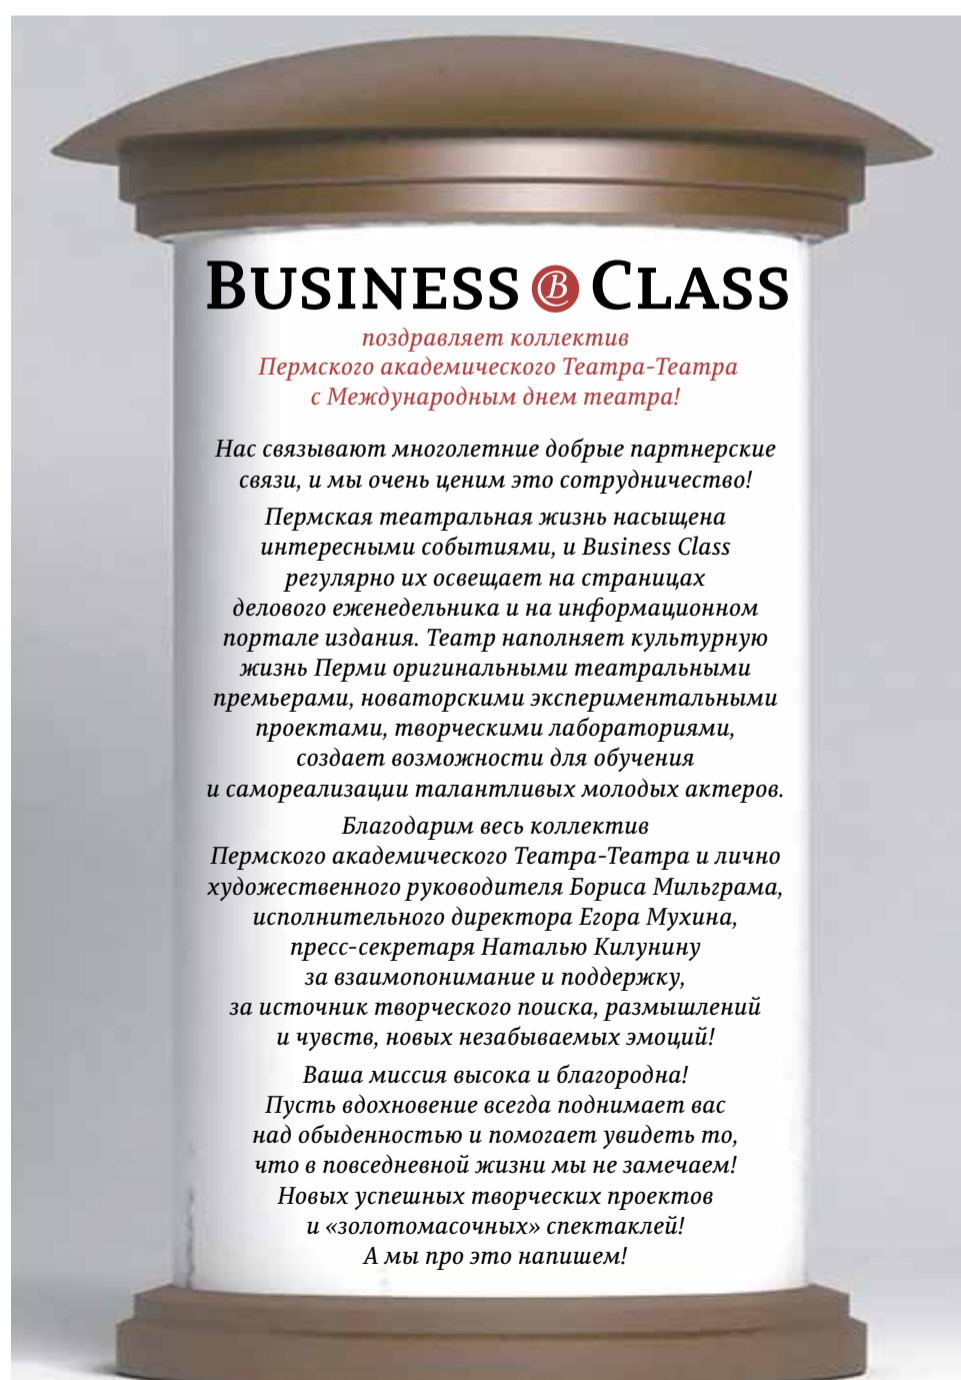 BUSINESS B CLASS
поздравляет коллектив
Пермского академического Театра-Театра
с Международным днем театра!
Нас связывают многолетние добрые партнерские
связи, и мы очень ценим это сотрудничество!
Пермская театральная жизнь насыщена
интересными событиями, и Business Class
регулярно их освещает на страницах
делового еженедельника и на информационном
портале издания. Театр наполняет культурную
жизнь Перми оригинальными театральными
премьерами, новаторскими экспериментальными
проектами, творческими лабораториями,
создает возможности для обучения
и самореализации талантливых молодых актеров.
Благодарим весь коллектив
Пермского академического Театра-Театра и лично
художественного руководителя Бориса Мильграма,
исполнительного директора Егора Мухина,
пресс-секретаря Наталью Килунину
за взаимопонимание и поддержку,
за источник творческого поиска, размышлений
и чувств, новых незабываемых эмоций!
Ваша миссия высока и благородна!
Пусть вдохновение всегда поднимает вас
над обыденностью и помогает увидеть то,
что в повседневной жизни мы не замечаем!
Новых успешных творческих проектов
и «золотомасочных» спектаклей!
А мы про это напишем!